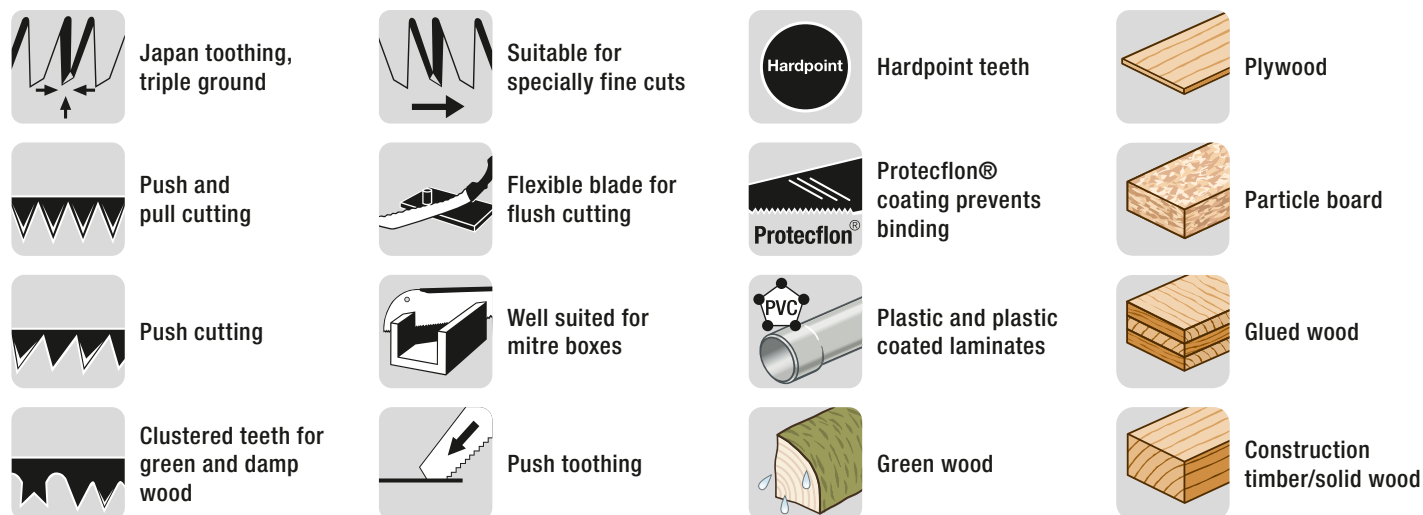 Japan toothing,
triple ground
Suitable for
specially fine cuts
Hardpoint
Hardpoint teeth
Plywood
Push and
pull cutting
Flexible blade for
flush cutting
Protecflon®
Protecflon®
coating prevents
binding
Particle board
Push cutting
Well suited for
mitre boxes
PVC
Plastic and plastic
coated laminates
Glued wood
Clustered teeth for
green and damp
wood
Push toothing
Green wood
Construction
timber/solid wood